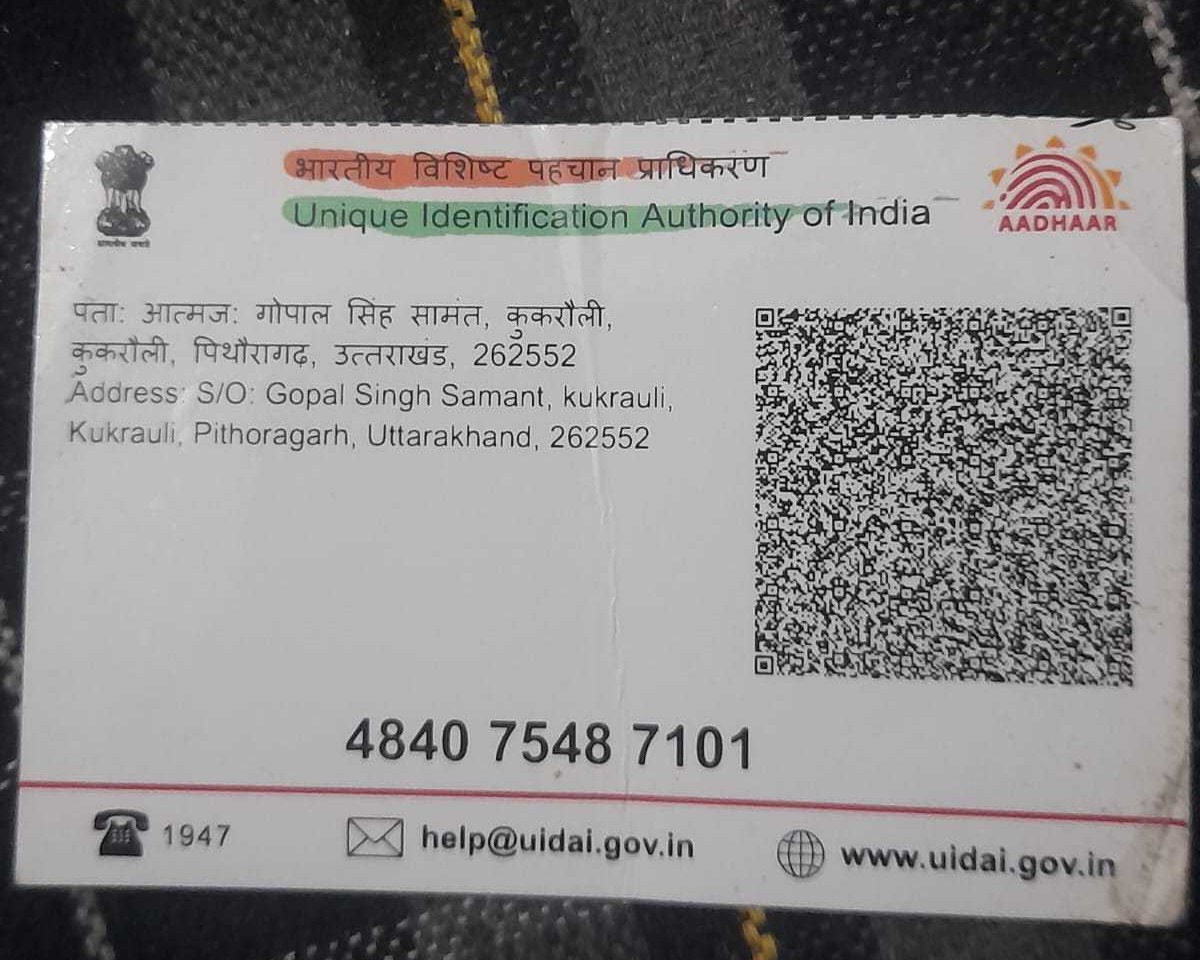 भारतीय विशिष्ट पहचान प्राधिकरण
Unique Identification Authority of India
AADHAAR
पता: आत्मज: गोपाल सिंह सामंत, कुकरौली,
कुकरौली, पिथौरागढ़, उत्तराखंड, 262552
Address: S/O: Gopal Singh Samant, kukrauli,
Kukrauli, Pithoragarh, Uttarakhand, 262552
4840 7548 7101
1947
help@uidai.gov.in
www.uidai.gov.in